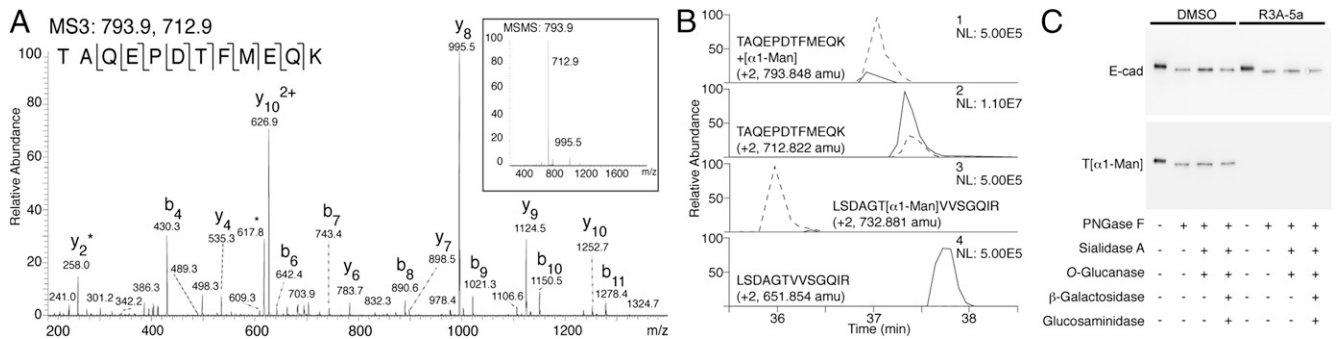 A
MS3: 793.9, 712.9
T A Q E P D T F M E Q K
Relative Abundance
100
80
60
40
20
0
y2*
258.0
241.0
301.2
342.2
386.3
b4
430.3
489.3
498.3
y4
535.3
609.3
*
617.8
y10 2+
626.9
b6
642.4
703.9
b7
743.4
y6
783.7
832.3
b8
890.6
y7
898.5
978.4
y8
995.5
b9
1021.3
1106.6
y9
1124.5
b10
1150.5
y10
1252.7
b11
1278.4
1324.7
200 400 600 800 1000 1200 m/z
MSMS: 793.9
100
80
60
40
20
0
712.9
995.5
400 800 1200 1600 m/z
B
Relative Abundance
100
50
TAQEPDTFMEQK
+[α1-Man]
(+2, 793.848 amu)
1
NL: 5.00E5
100
50
TAQEPDTFMEQK
(+2, 712.822 amu)
2
NL: 1.10E7
100
50
3
NL: 5.00E5
LSDAGT[α1-Man]VVSGQIR
(+2, 732.881 amu)
100
50
LSDAGTVVSGQIR
(+2, 651.854 amu)
4
NL: 5.00E5
36 37 38
Time (min)
C
DMSO R3A-5a
E-cad
T[α1-Man]
PNGase F - + + + - + + +
Sialidase A - - + + - - + +
O-Glucanase - - + + - - + +
β-Galactosidase - - - + - - - +
Glucosaminidase - - - + - - - +